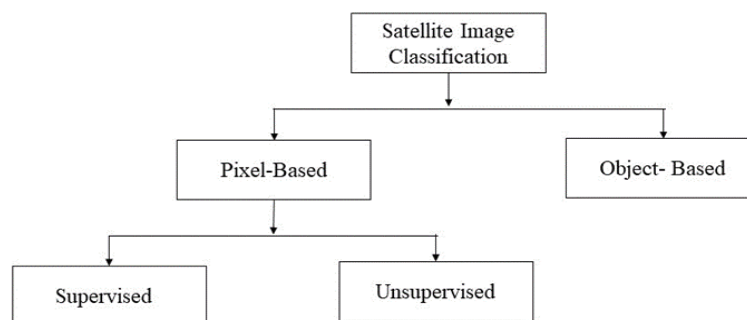 Satellite Image
Classification
Pixel-Based
Object- Based
Supervised
Unsupervised